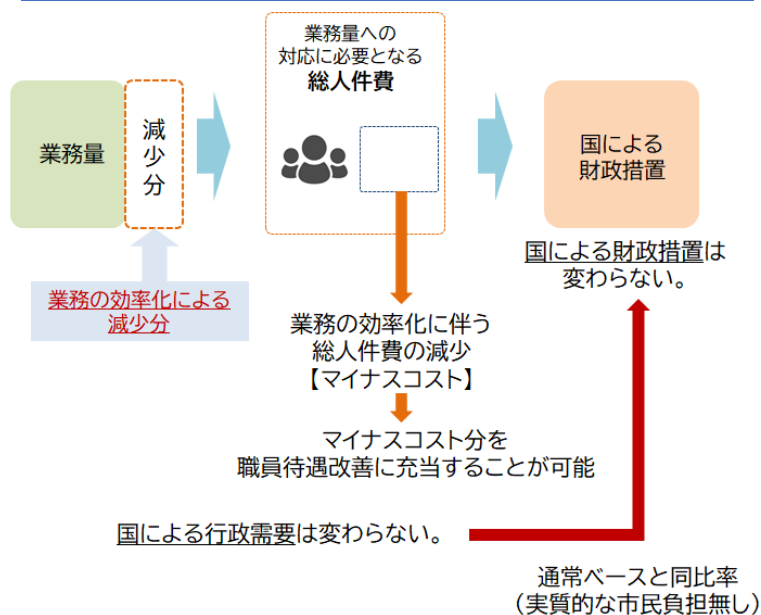 業務量への
対応に必要となる
総人件費
業務量
減
少
分
国による
財政措置
国による財政措置は
変わらない。
業務の効率化による
減少分
業務の効率化に伴う
総人件費の減少
【マイナスコスト】
マイナスコスト分を
職員待遇改善に充当することが可能
国による行政需要は変わらない。
通常ベースと同比率
（実質的な市民負担無し）